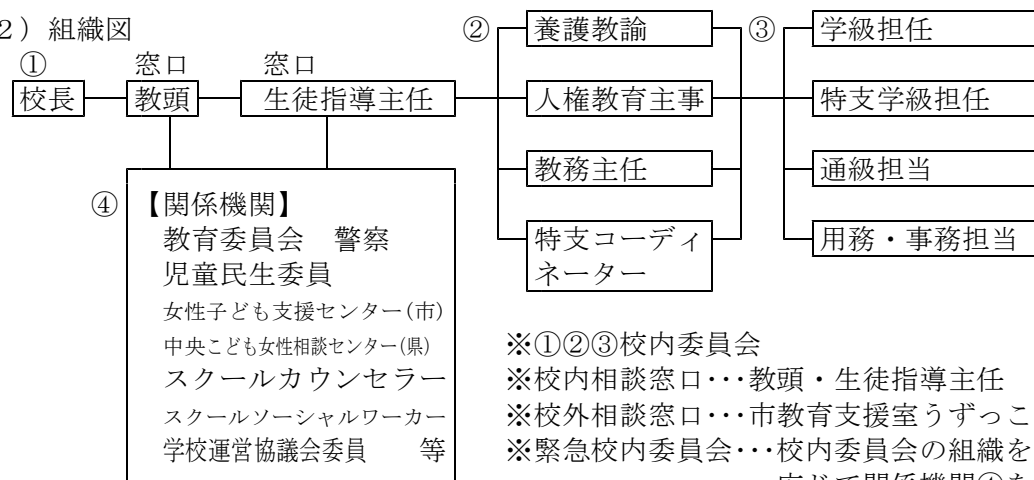 2) 組織図
① 窓口 窓口
校長 教頭 生徒指導主任
② 養護教諭
人権教育主事
教務主任
特支コーディ
ネーター
③ 学級担任
特支学級担任
通級担当
用務・事務担当
④ 【関係機関】
教育委員会 警察
児童民生委員
女性子ども支援センター(市)
中央こども女性相談センター(県)
スクールカウンセラー
スクールソーシャルワーカー
学校運営協議会委員 等
※①②③校内委員会
※校内相談窓口・・・教頭・生徒指導主任
※校外相談窓口・・・市教育支援室うずっこ
※緊急校内委員会・・・校内委員会の組織を